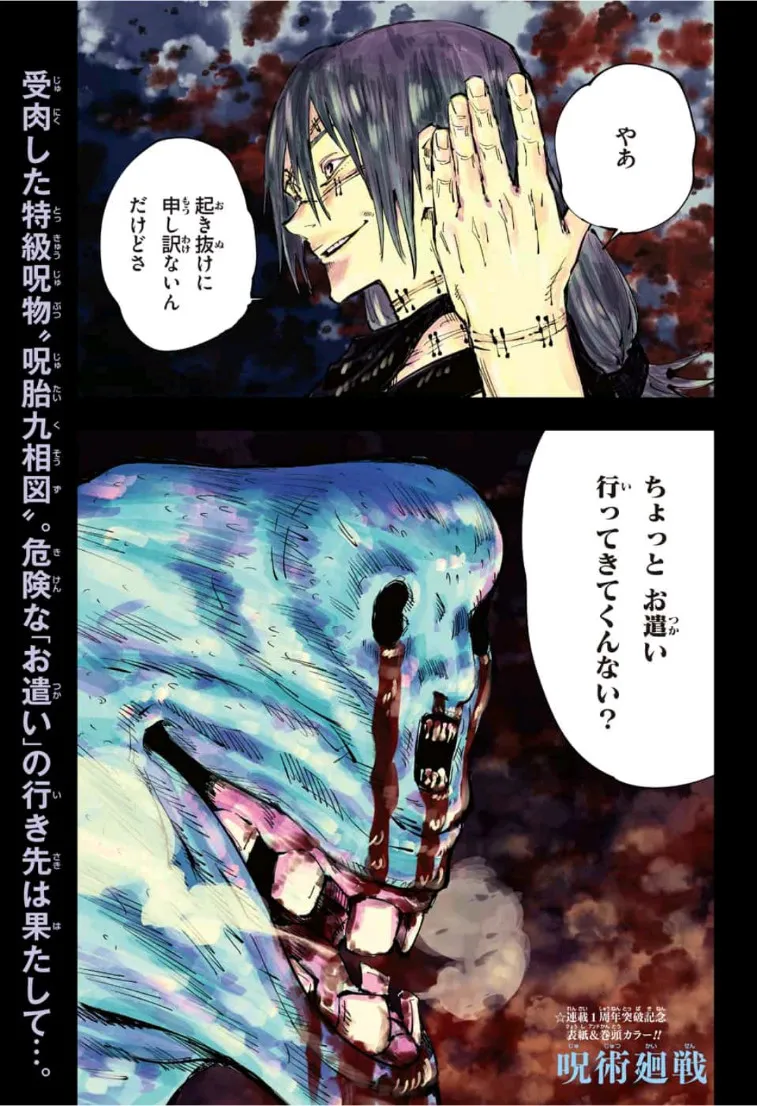 やあ
起き抜けに
申し訳ないん
だけどさ
ちょっと お遣い
行ってきてくんない?
受肉した特級呪物〝呪胎九相図〟。危険な「お遣い」の行き先は果たして…。
☆連載1周年突破記念
表紙&巻頭カラー!!
呪術廻戦